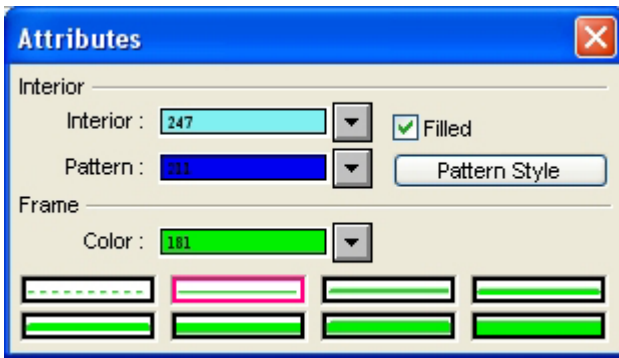 Attributes
Interior
Interior : 247
Filled
Pattern : 211
Pattern Style
Frame
Color : 181